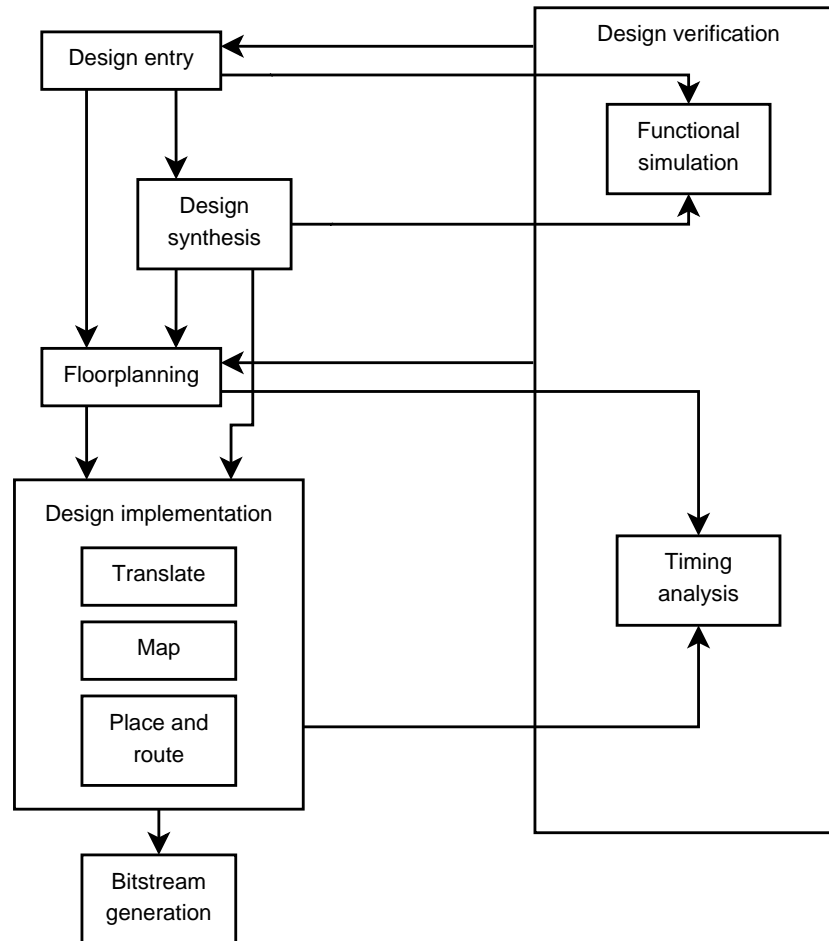 Design entry
Design verification
Functional
simulation
Design
synthesis
Floorplanning
Design implementation
Translate
Map
Place and
route
Timing
analysis
Bitstream
generation